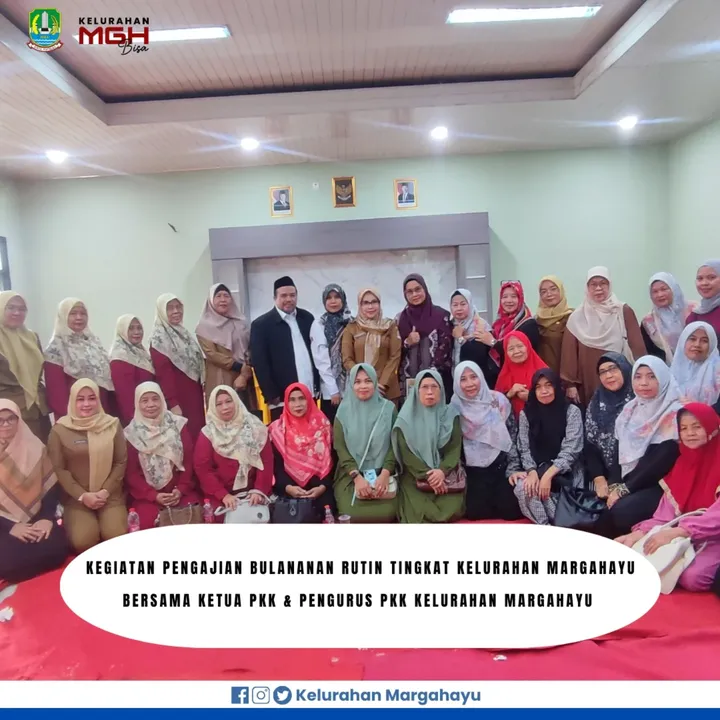 KELURAHAN
MGH
Bisa
KEGIATAN PENGAJIAN BULANANAN RUTIN TINGKAT KELURAHAN MARGAHAYU
BERSAMA KETUA PKK & PENGURUS PKK KELURAHAN MARGAHAYU
Kelurahan Margahayu